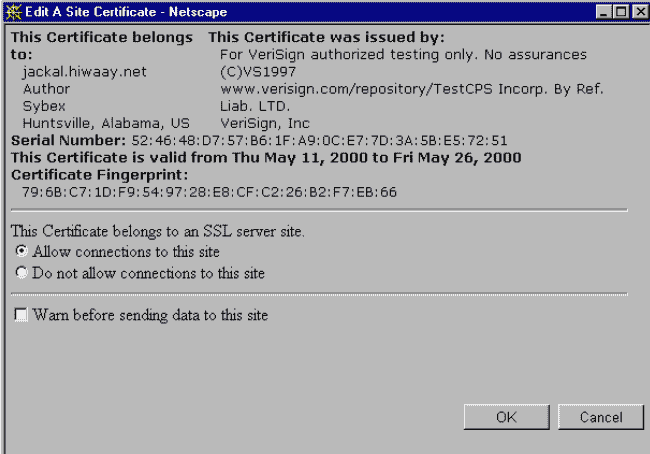 Edit A Site Certificate - Netscape
This Certificate belongs This Certificate was issued by:
to: For VeriSign authorized testing only. No assurances
jackal.hiwaay.net (C)VS1997
Author www.verisign.com/repository/TestCPS Incorp. By Ref.
Sybex Liab. LTD.
Huntsville, Alabama, US VeriSign, Inc
Serial Number: 52:46:48:D7:57:B6:1F:A9:0C:E7:7D:3A:5B:E5:72:51
This Certificate is valid from Thu May 11, 2000 to Fri May 26, 2000
Certificate Fingerprint:
79:6B:C7:1D:F9:54:97:28:E8:CF:C2:26:B2:F7:EB:66
This Certificate belongs to an SSL server site.
Allow connections to this site
Do not allow connections to this site
Warn before sending data to this site
OK Cancel